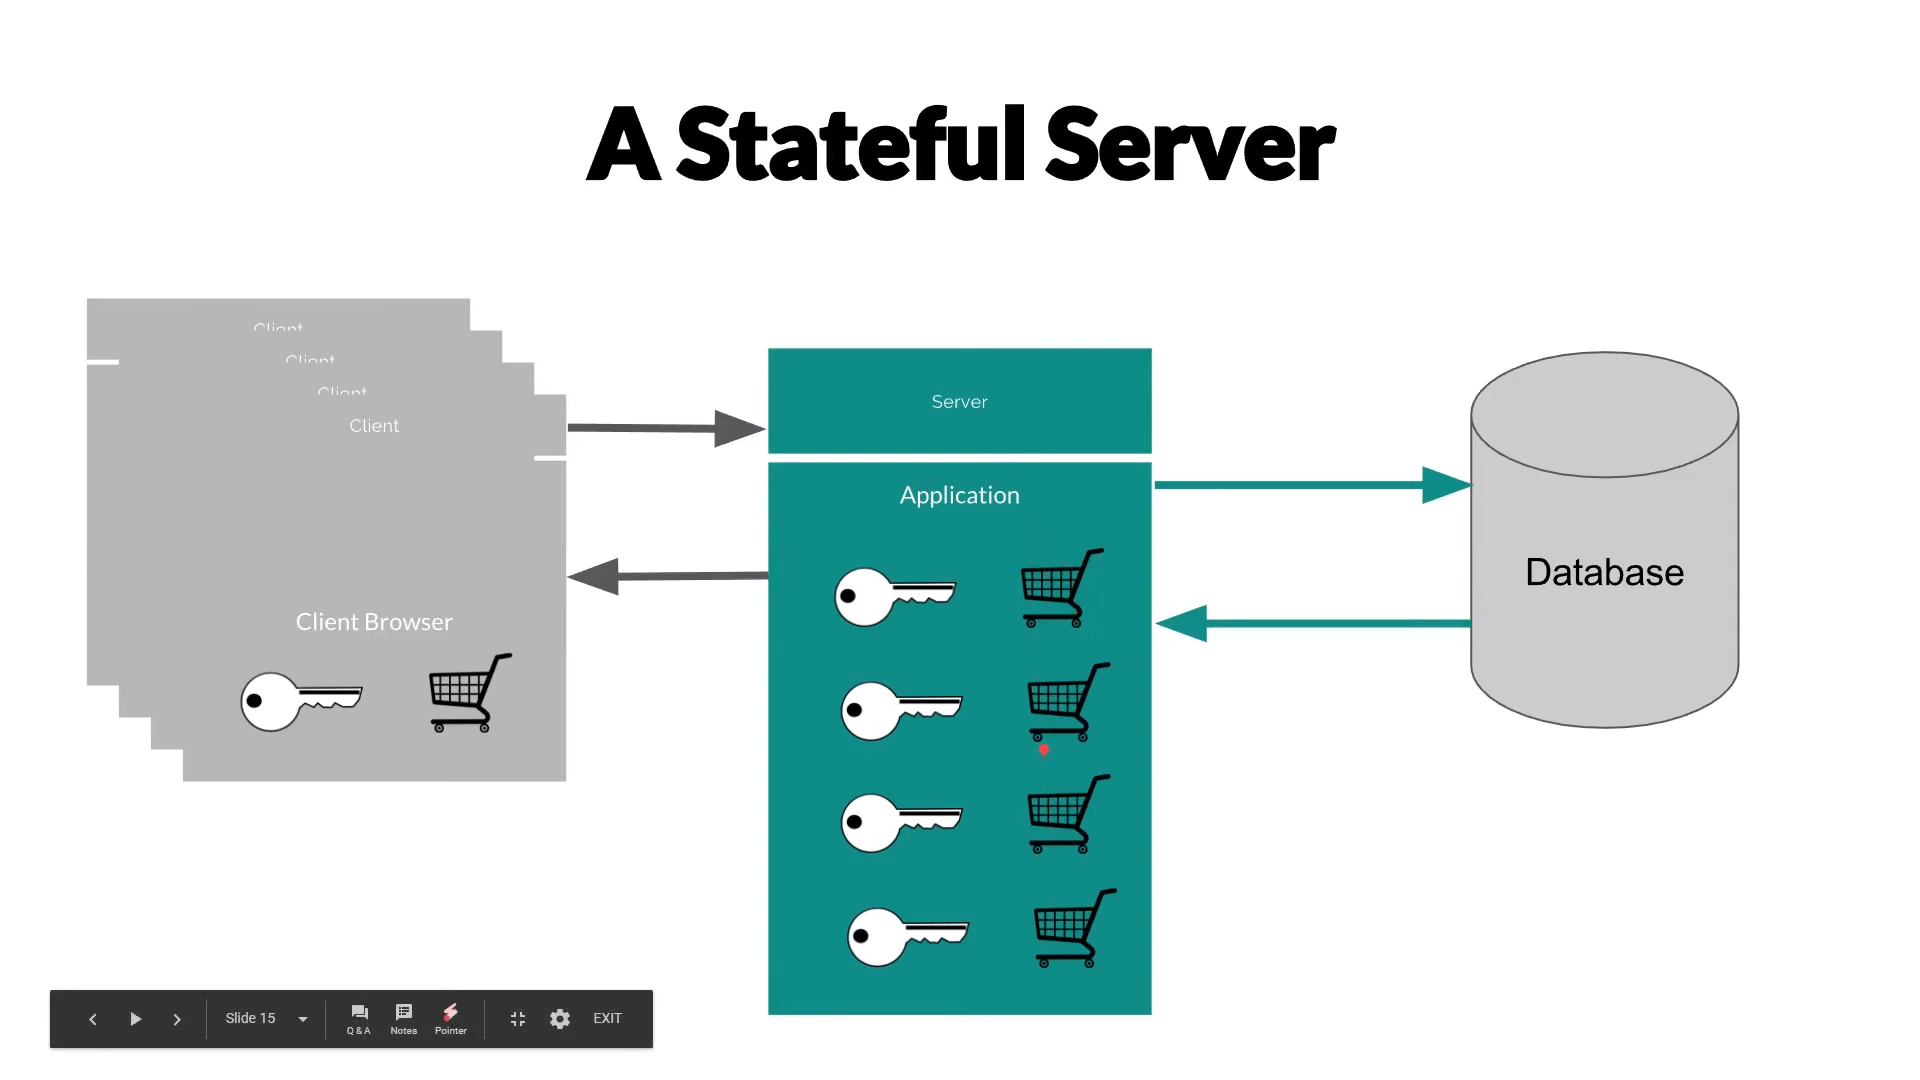 A Stateful Server
Client
Client
Client
Client
Client Browser
Server
Application
Database
Slide 15
Q & A
Notes
Pointer
EXIT